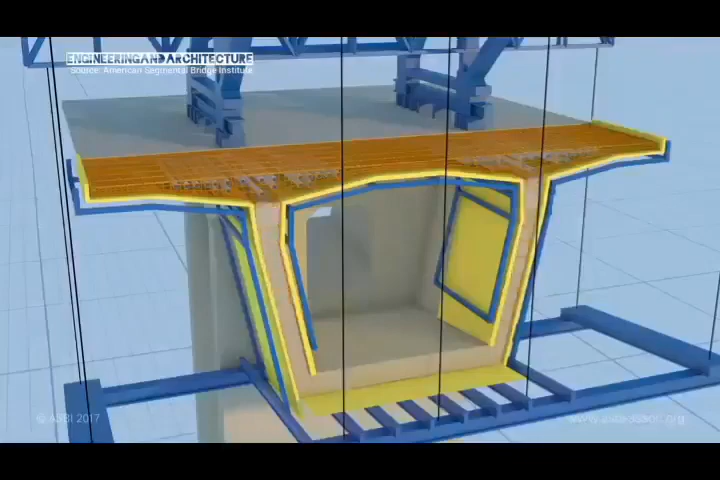 ENGINEERINGANDARCHITECTURE
Source: American Segmental Bridge Institute
© ASBI 2017